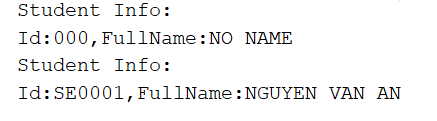 Student Info:
Id:000,FullName:NO NAME
Student Info:
Id:SE0001,FullName:NGUYEN VAN AN